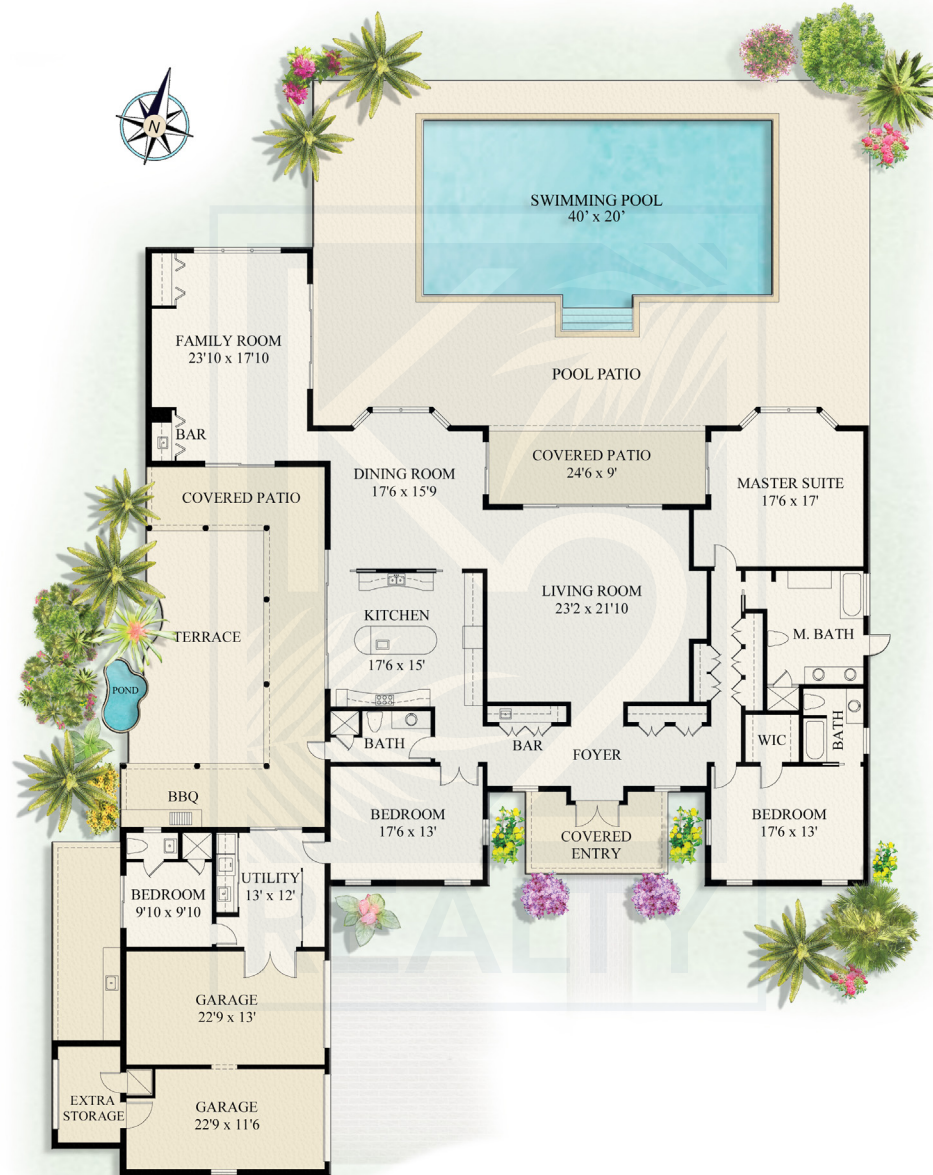 N
SWIMMING POOL
40' x 20'
FAMILY ROOM
23'10 x 17'10
POOL PATIO
BAR
COVERED PATIO
24'6 x 9'
DINING ROOM
17'6 x 15'9
MASTER SUITE
17'6 x 17'
COVERED PATIO
LIVING ROOM
23'2 x 21'10
KITCHEN
17'6 x 15'
TERRACE
M. BATH
POND
BATH
BAR
FOYER
WIC
BATH
BBQ
BEDROOM
17'6 x 13'
COVERED
ENTRY
BEDROOM
17'6 x 13'
BEDROOM
9'10 x 9'10
UTILITY
13' x 12'
GARAGE
22'9 x 13'
EXTRA
STORAGE
GARAGE
22'9 x 11'6
K2
REALTY